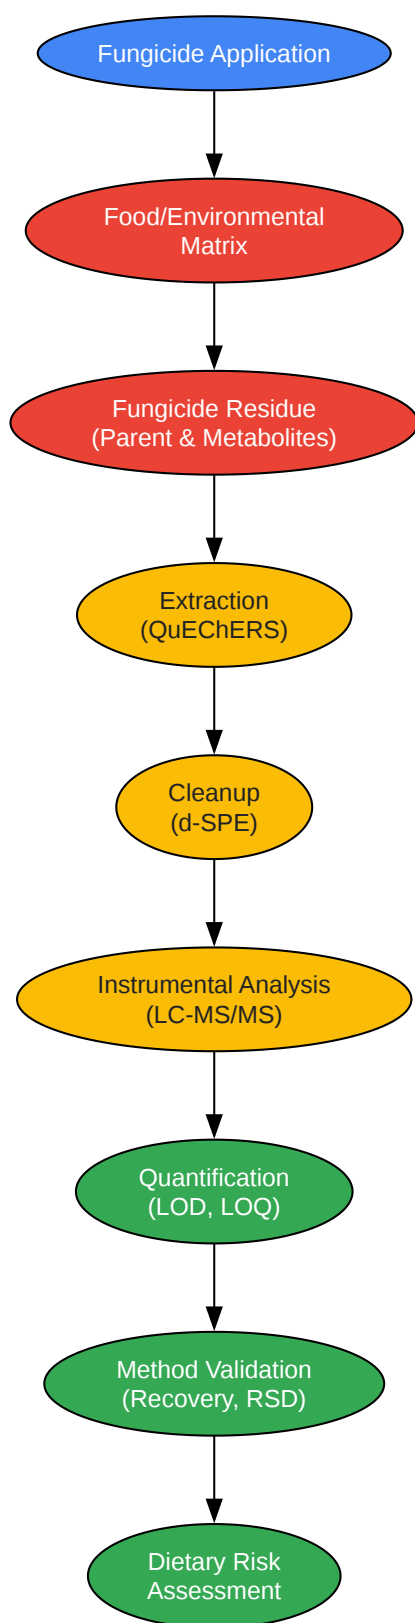 Fungicide Application
Food/Environmental
Matrix
Fungicide Residue
(Parent & Metabolites)
Extraction
(QuEChERS)
Cleanup
(d-SPE)
Instrumental Analysis
(LC-MS/MS)
Quantification
(LOD, LOQ)
Method Validation
(Recovery, RSD)
Dietary Risk
Assessment